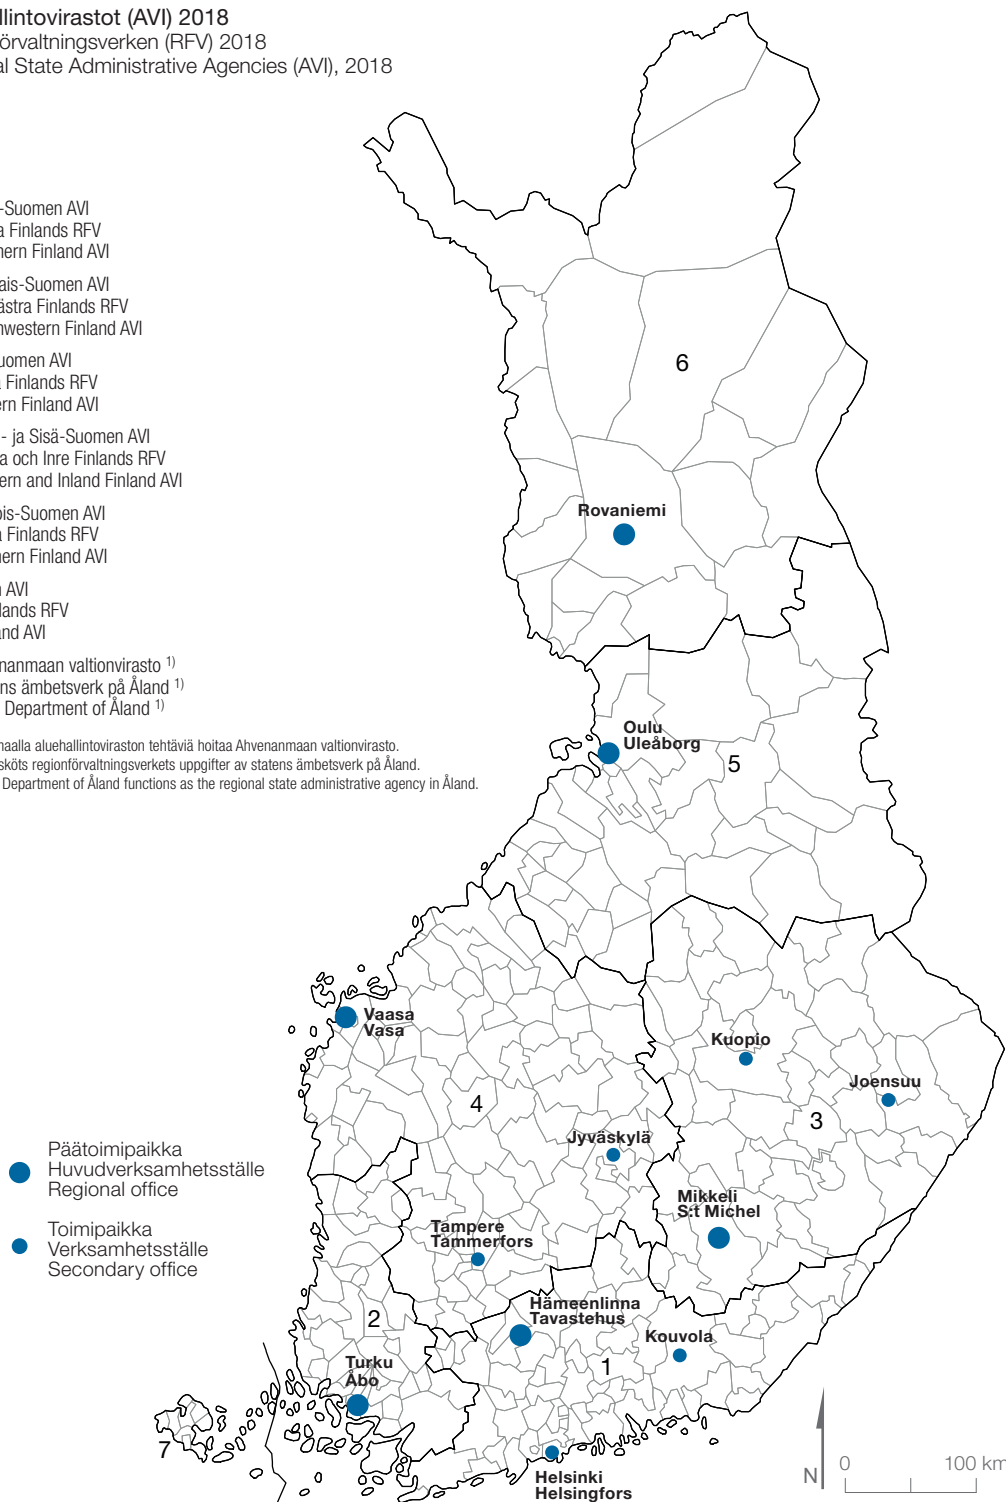 llintovirastot (AVI) 2018
örvaltningsverken (RFV) 2018
al State Administrative Agencies (AVI), 2018
-Suomen AVI
a Finlands RFV
hern Finland AVI
ais-Suomen AVI
ästra Finlands RFV
hwestern Finland AVI
uomen AVI
a Finlands RFV
ern Finland AVI
- ja Sisä-Suomen AVI
a och Inre Finlands RFV
ern and Inland Finland AVI
ois-Suomen AVI
a Finlands RFV
hern Finland AVI
n AVI
lands RFV
and AVI
enanmaan valtionvirasto 1)
ens ämbetsverk på Åland 1)
Department of Åland 1)
naalla aluehallintoviraston tehtäviä hoitaa Ahvenanmaan valtionvirasto.
sköts regionförvaltningsverkets uppgifter av statens ämbetsverk på Åland.
Department of Åland functions as the regional state administrative agency in Åland.
6
Rovaniemi
Oulu
Uleåborg
5
Vaasa
Vasa
Kuopio
Joensuu
4
3
Jyväskylä
Päätoimipaikka
Huvudverksamhetsställe
Regional office
Mikkeli
S:t Michel
Toimipaikka
Verksamhetsställe
Secondary office
Tampere
Tammerfors
Hämeenlinna
Tavastehus
2
Kouvola
Turku
Åbo
1
7
Helsinki
Helsingfors
N
0 100 km